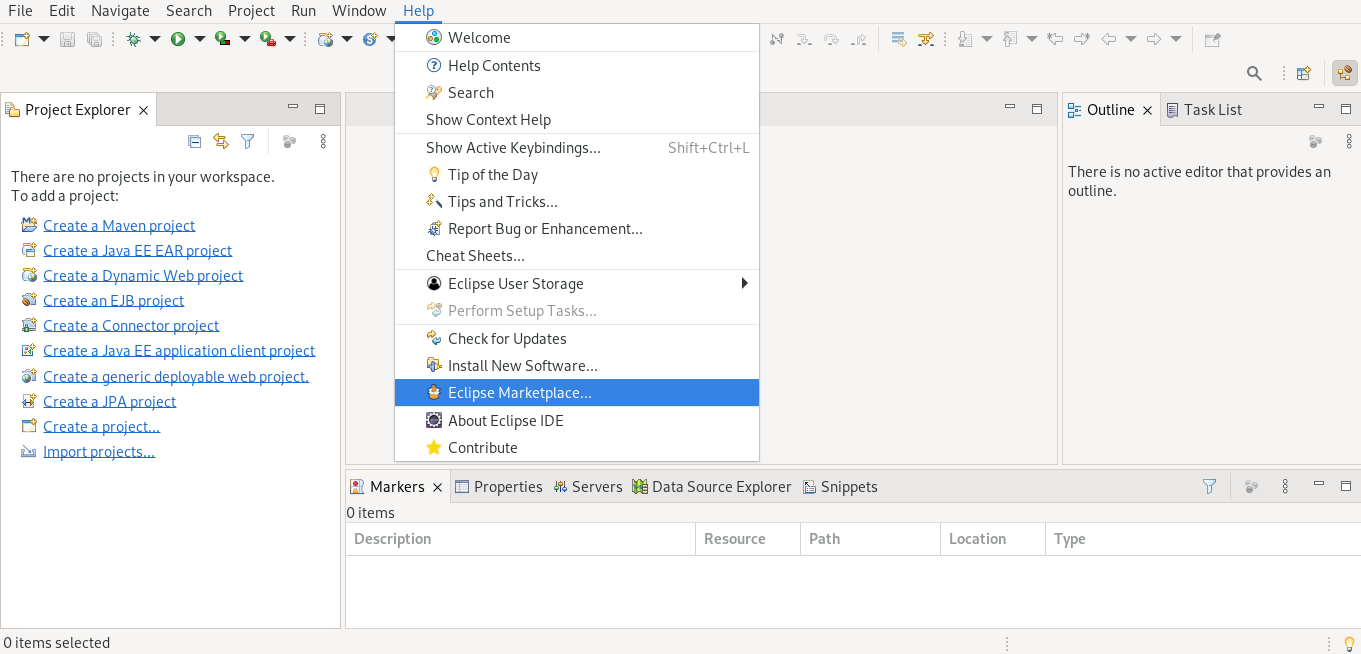 File Edit Navigate Search Project Run Window Help
Welcome
Help Contents
Search
Show Context Help
Show Active Keybindings... Shift+Ctrl+L
Tip of the Day
Tips and Tricks...
Report Bug or Enhancement...
Cheat Sheets...
Eclipse User Storage
Perform Setup Tasks...
Check for Updates
Install New Software...
Eclipse Marketplace...
About Eclipse IDE
Contribute
Project Explorer
There are no projects in your workspace.
To add a project:
Create a Maven project
Create a Java EE EAR project
Create a Dynamic Web project
Create an EJB project
Create a Connector project
Create a Java EE application client project
Create a generic deployable web project.
Create a JPA project
Create a project...
Import projects...
Outline Task List
There is no active editor that provides an
outline.
Markers Properties Servers Data Source Explorer Snippets
0 items
Description Resource Path Location Type
0 items selected